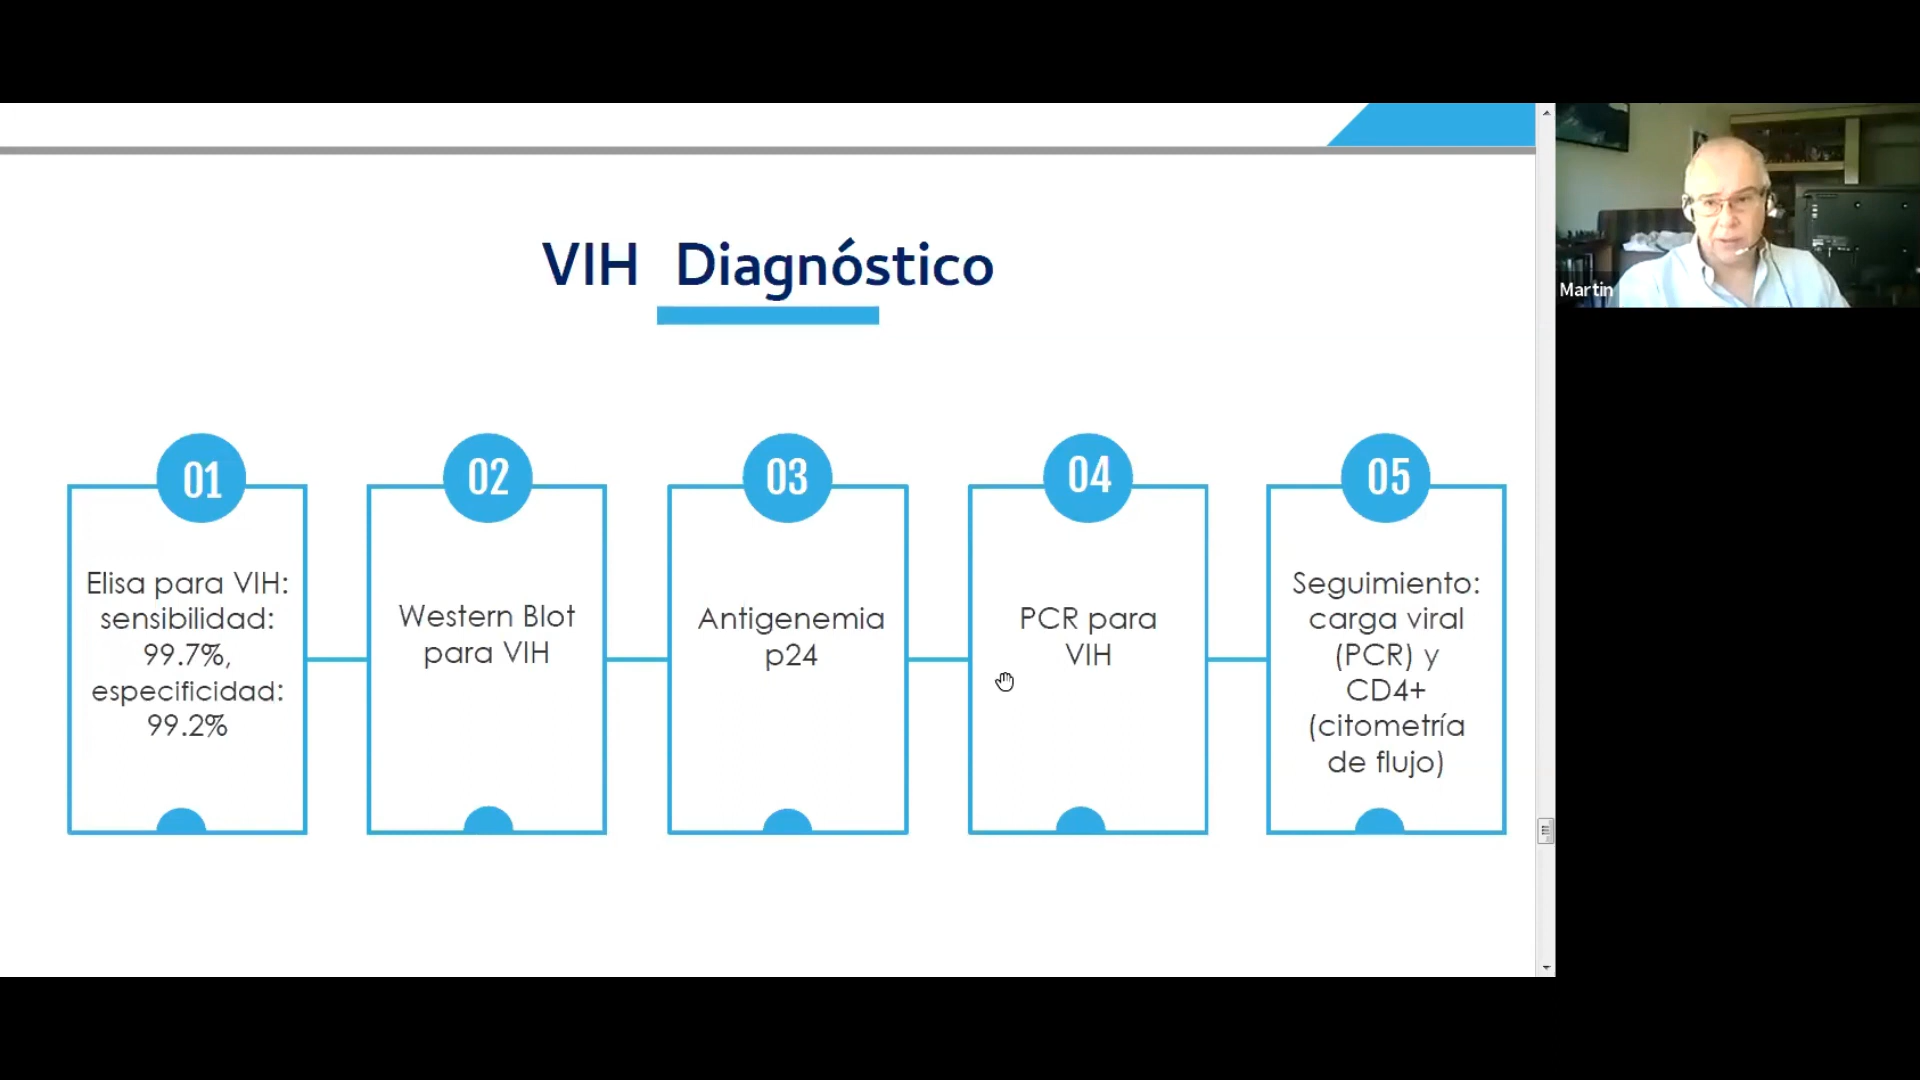 VIH Diagnóstico
01
Elisa para VIH:
sensibilidad:
99.7%,
especificidad:
99.2%
02
Western Blot
para VIH
03
Antigenemia
p24
04
PCR para
VIH
05
Seguimiento:
carga viral
(PCR) y
CD4+
(citometría
de flujo)
Martin